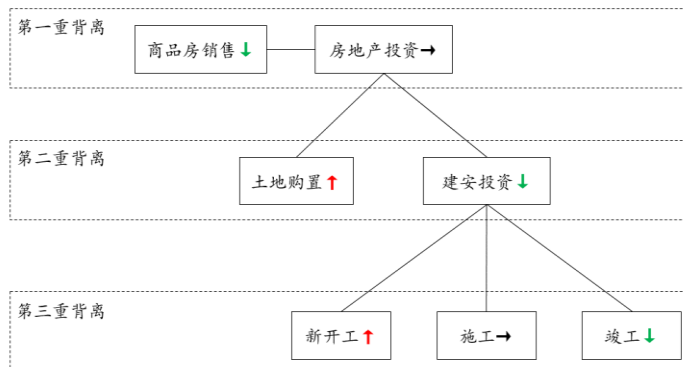 第一重背离
商品房销售↓
房地产投资→
第二重背离
土地购置↑
建安投资↓
第三重背离
新开工↑
施工→
竣工↓